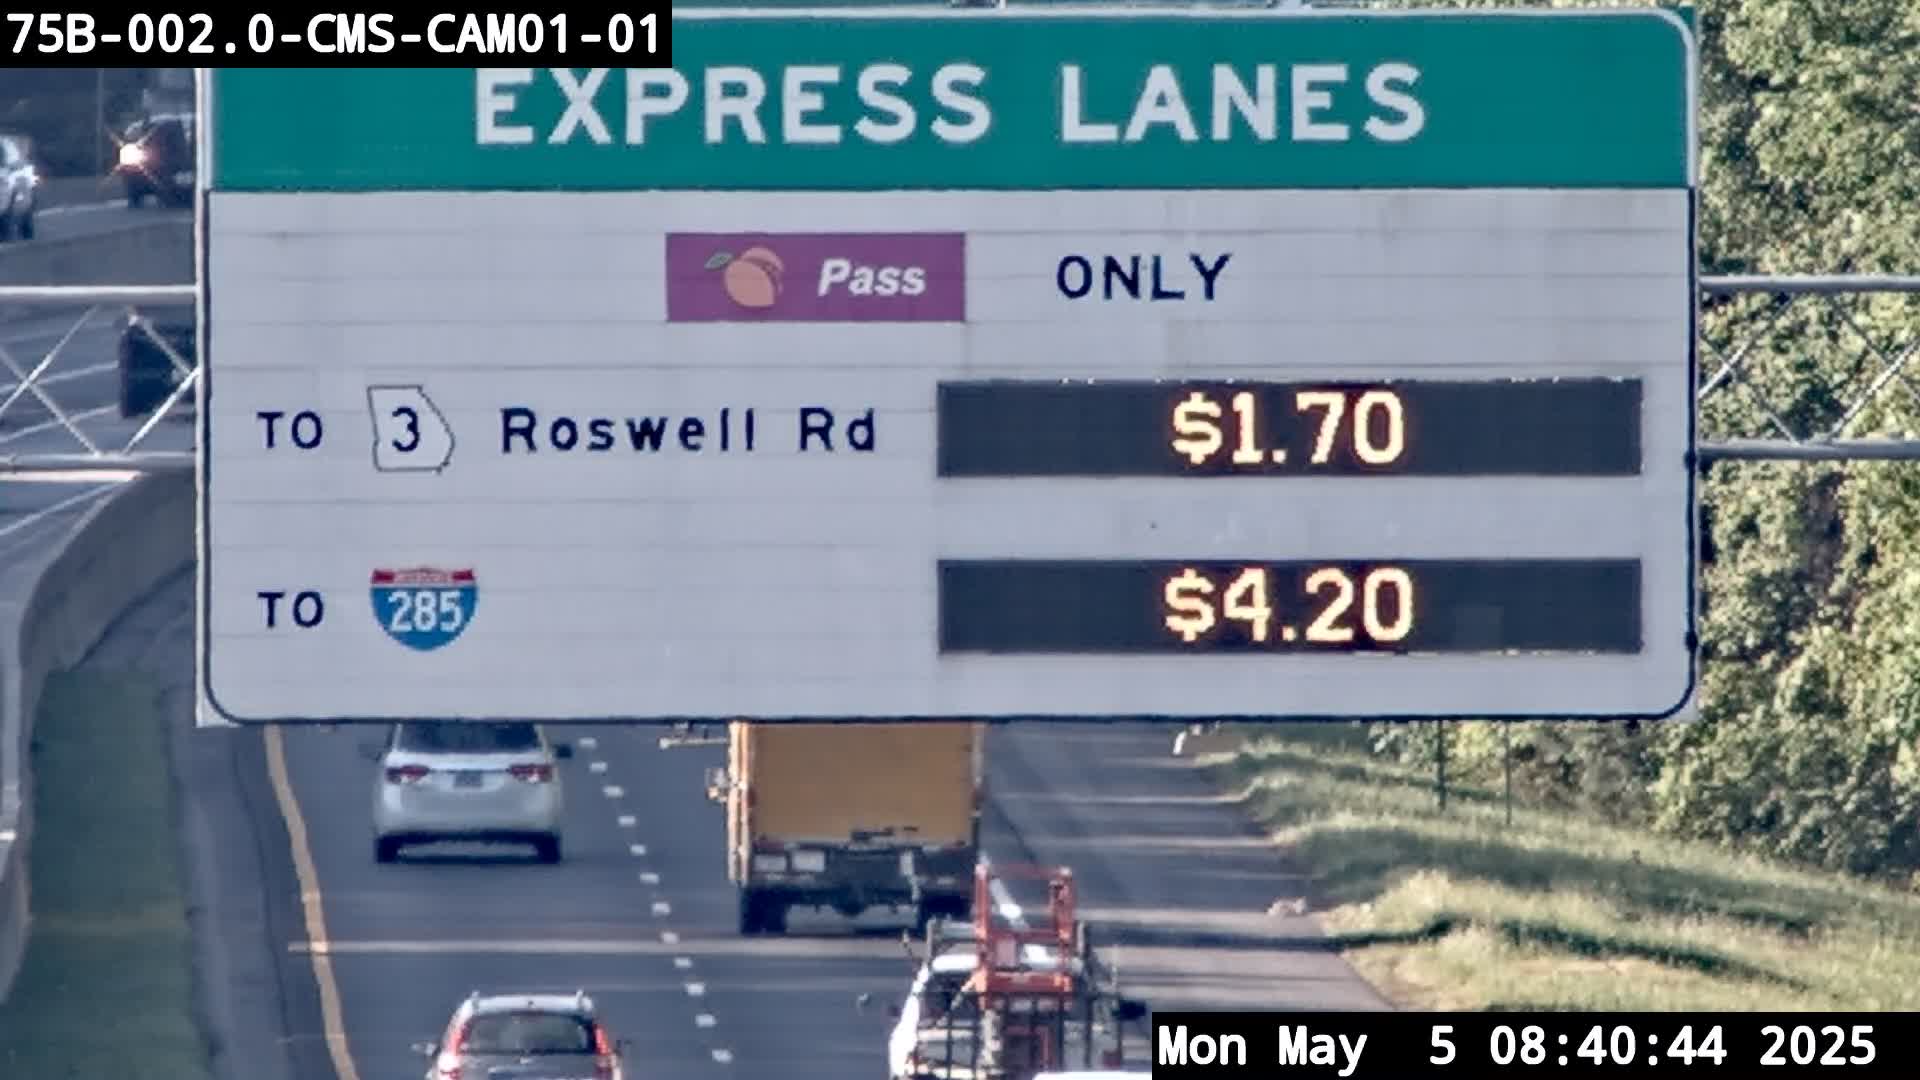 75B-002.0-CMS-CAM01-01
EXPRESS LANES
Pass ONLY
TO 3 Roswell Rd $1.70
TO 285 $4.20
Mon May 5 08:40:44 2025